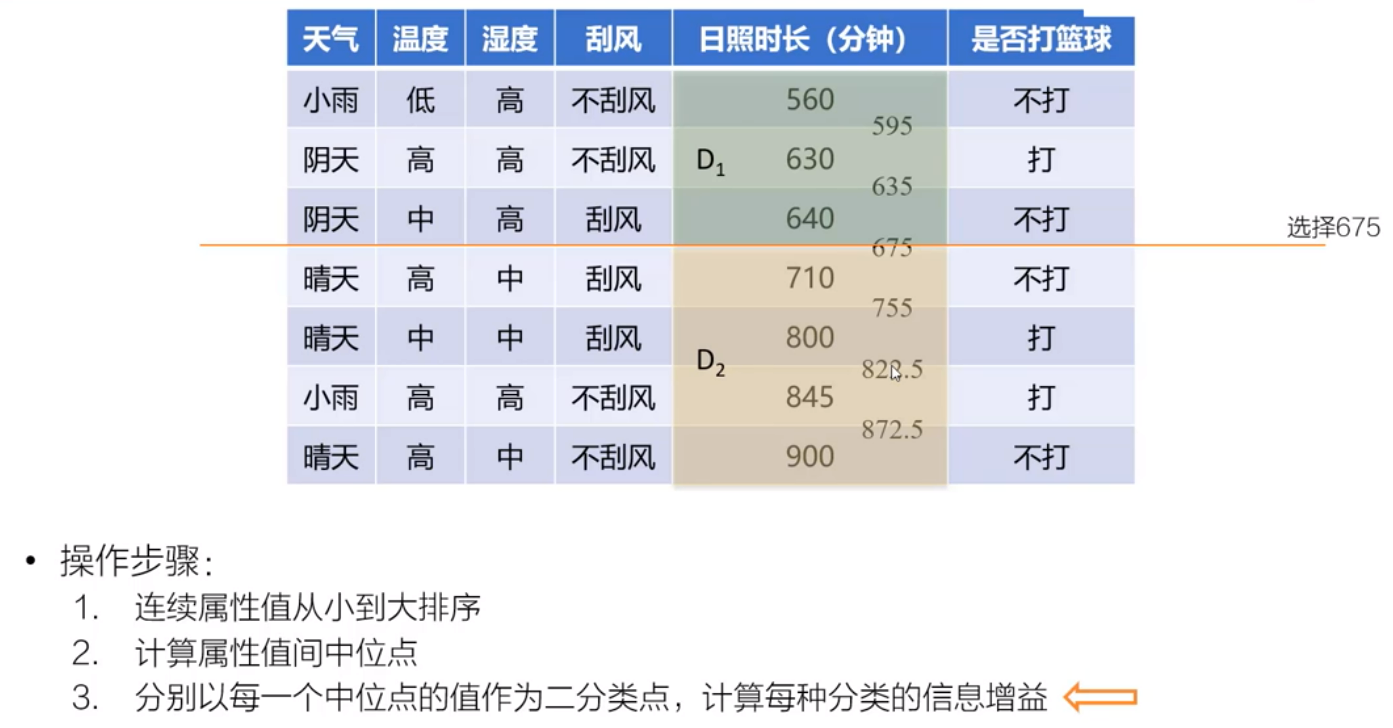 天气 温度 湿度 刮风 日照时长（分钟） 是否打篮球
小雨 低 高 不刮风 560 不打
595
阴天 高 高 不刮风 D1 630 打
635
阴天 中 高 刮风 640 不打
选择675
675
晴天 高 中 刮风 710 不打
755
晴天 中 中 刮风 800 打
D2
小雨 高 高 不刮风 845 打
872.5
晴天 高 中 不刮风 900 不打
• 操作步骤：
1. 连续属性值从小到大排序
2. 计算属性值间中位点
3. 分别以每一个中位点的值作为二分类点，计算每种分类的信息增益